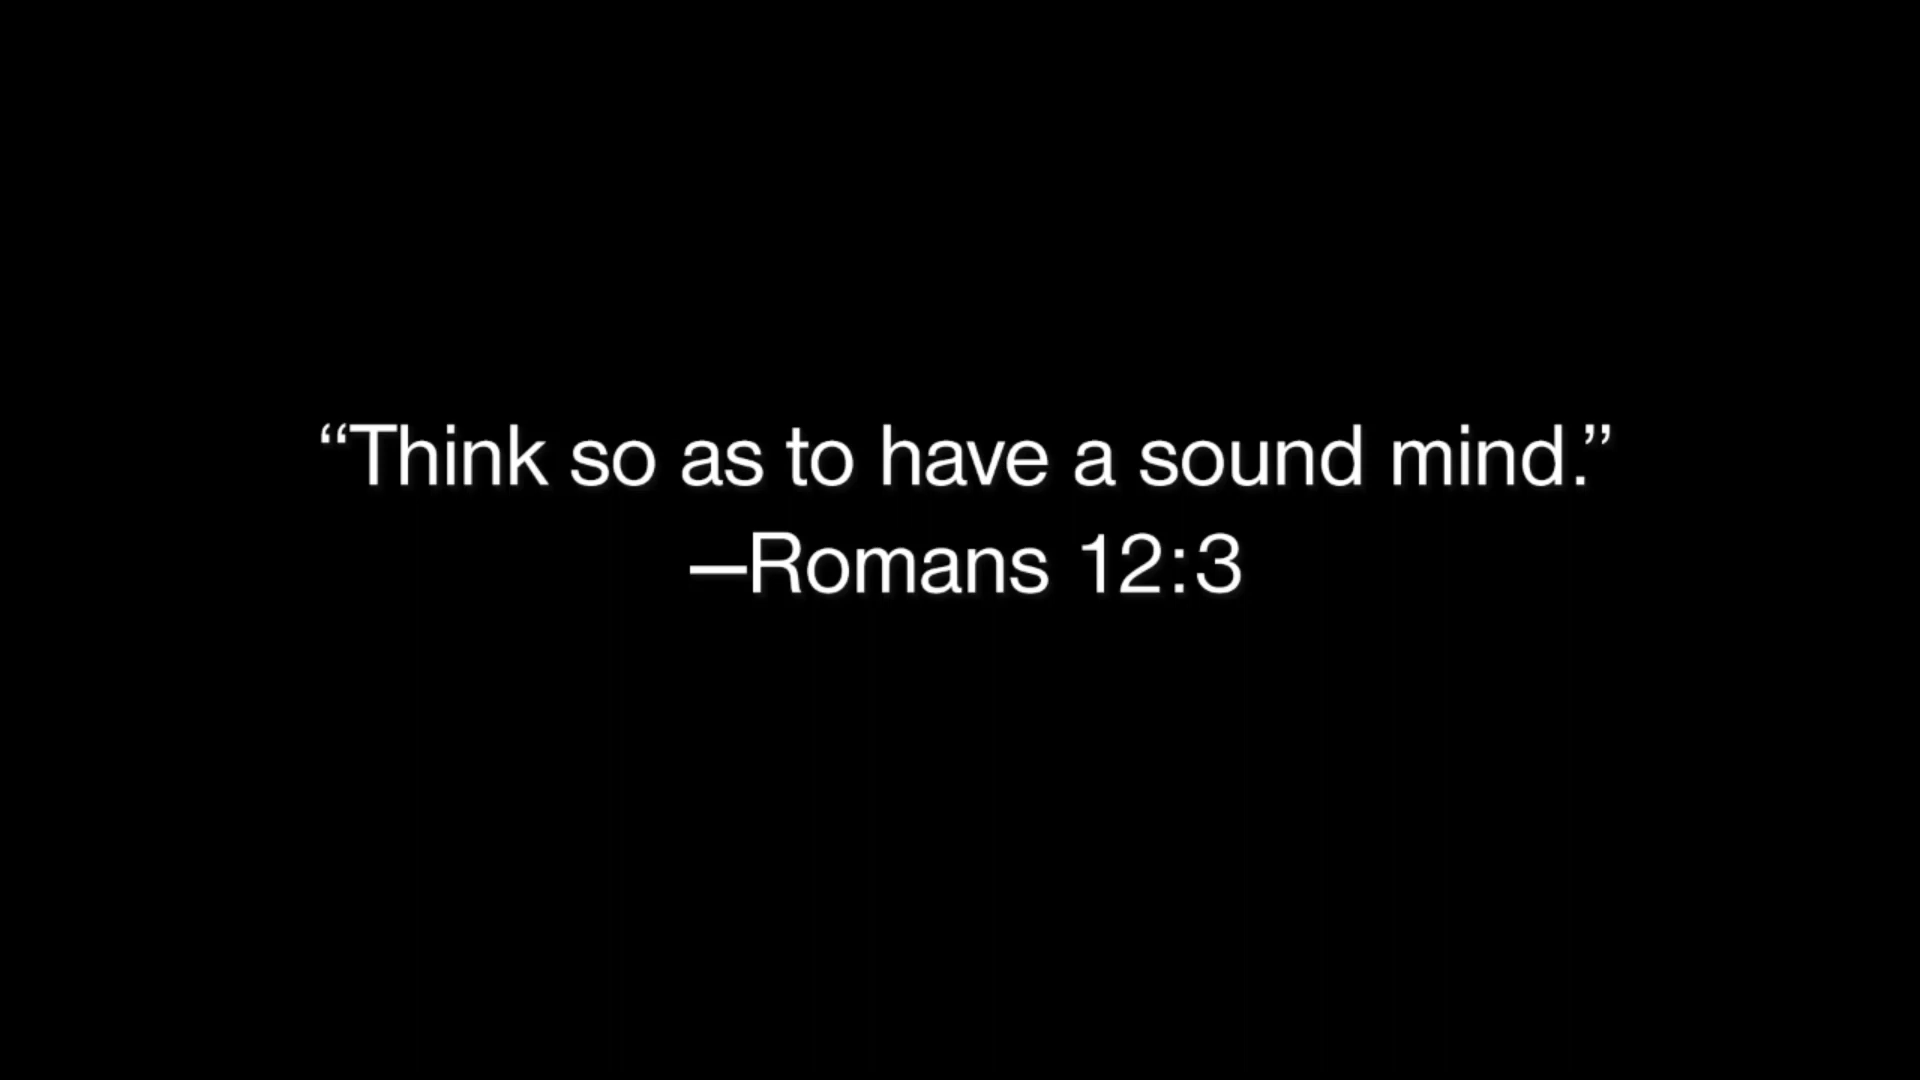 “Think so as to have a sound mind.”
—Romans 12:3